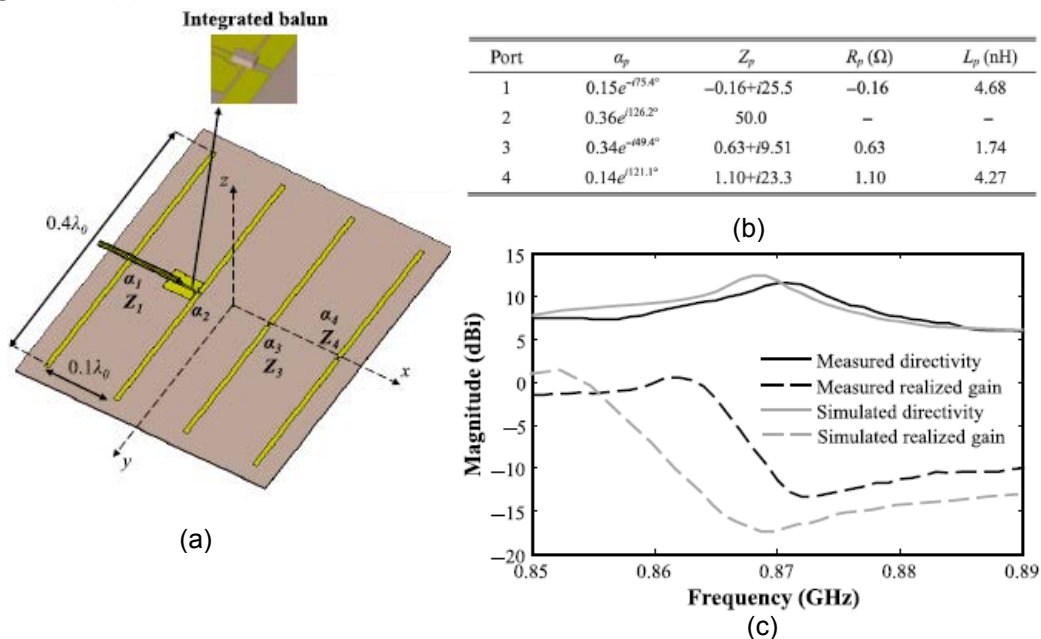 Integrated balun
z
0.4λ₀
α₁
Z₁
α₂
α₄
Z₄
α₃
Z₃
x
0.1λ₀
y
(a)
Port αₚ Zₚ Rₚ (Ω) Lₚ (nH)
1 0.15e^{−i75.4°} −0.16+i25.5 −0.16 4.68
2 0.36e^{i126.2°} 50.0 – –
3 0.34e^{−i49.4°} 0.63+i9.51 0.63 1.74
4 0.14e^{i121.1°} 1.10+i23.3 1.10 4.27
(b)
Magnitude (dBi)
15
10
5
0
−5
−10
−15
−20
Measured directivity
Measured realized gain
Simulated directivity
Simulated realized gain
0.85 0.86 0.87 0.88 0.89
Frequency (GHz)
(c)